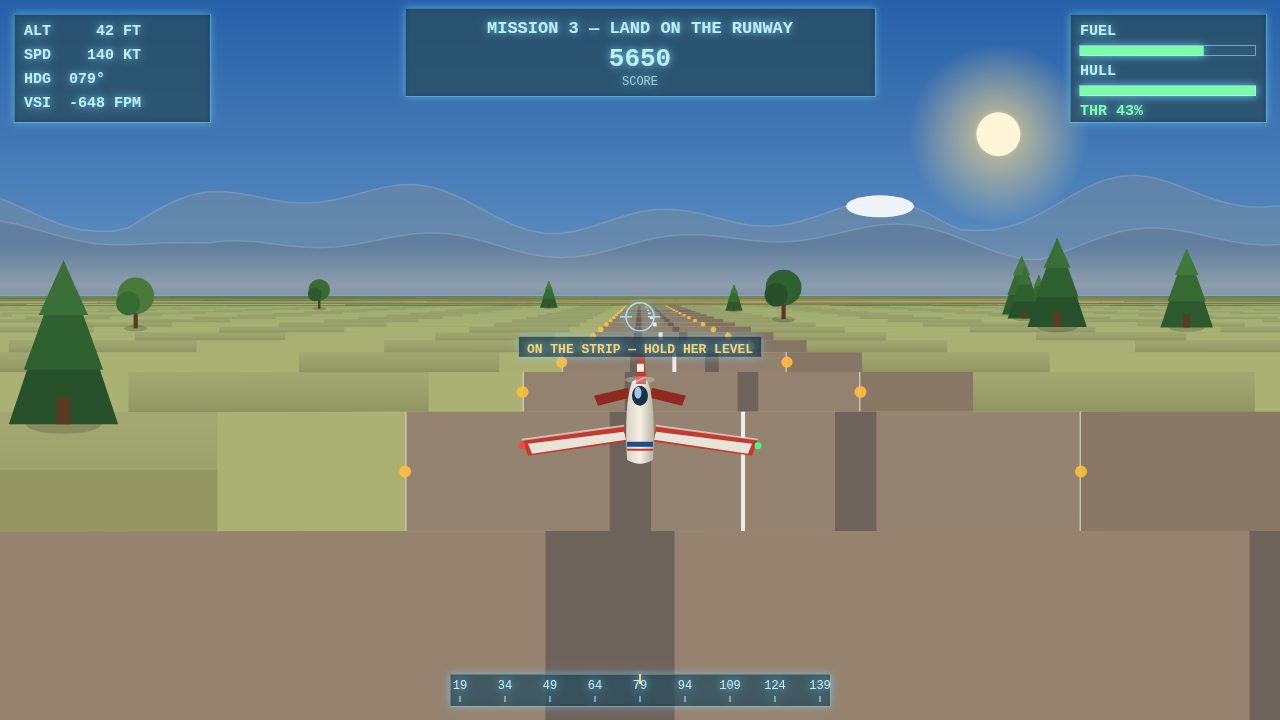 ALT 42 FT
SPD 140 KT
HDG 079°
VSI -648 FPM
MISSION 3 — LAND ON THE RUNWAY
5650
SCORE
FUEL
HULL
THR 43%
ON THE STRIP — HOLD HER LEVEL
19 34 49 64 79 94 109 124 139